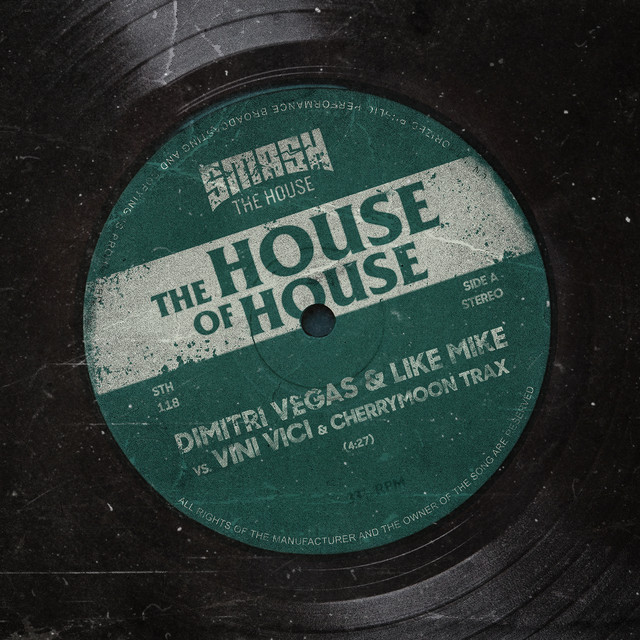 SMASH
THE HOUSE
THE HOUSE
OF HOUSE
SIDE A
STEREO
STH
118
DIMITRI VEGAS & LIKE MIKE
VS. VINI VICI & CHERRYMOON TRAX
(4:27)
RPM
ALL RIGHTS OF THE MANUFACTURER AND THE OWNER OF THE SONG ARE RESERVED
PERFORMANCE